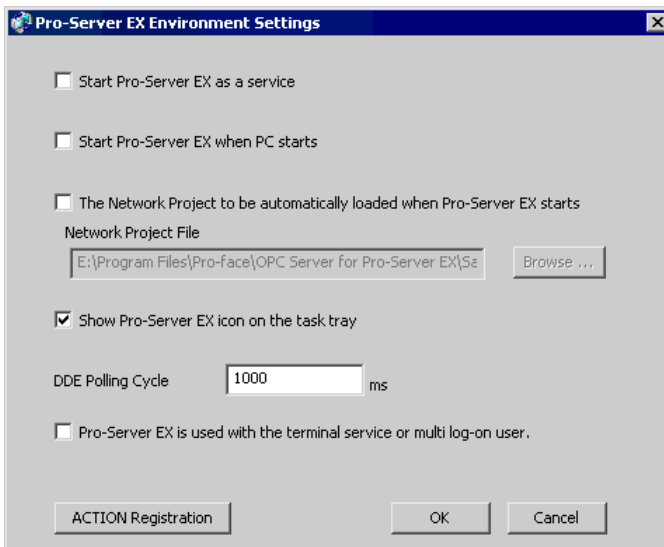 Pro-Server EX Environment Settings
Start Pro-Server EX as a service
Start Pro-Server EX when PC starts
The Network Project to be automatically loaded when Pro-Server EX starts
Network Project File
E:\Program Files\Pro-face\OPC Server for Pro-Server EX\Sa
Browse ...
Show Pro-Server EX icon on the task tray
DDE Polling Cycle 1000 ms
Pro-Server EX is used with the terminal service or multi log-on user.
ACTION Registration OK Cancel